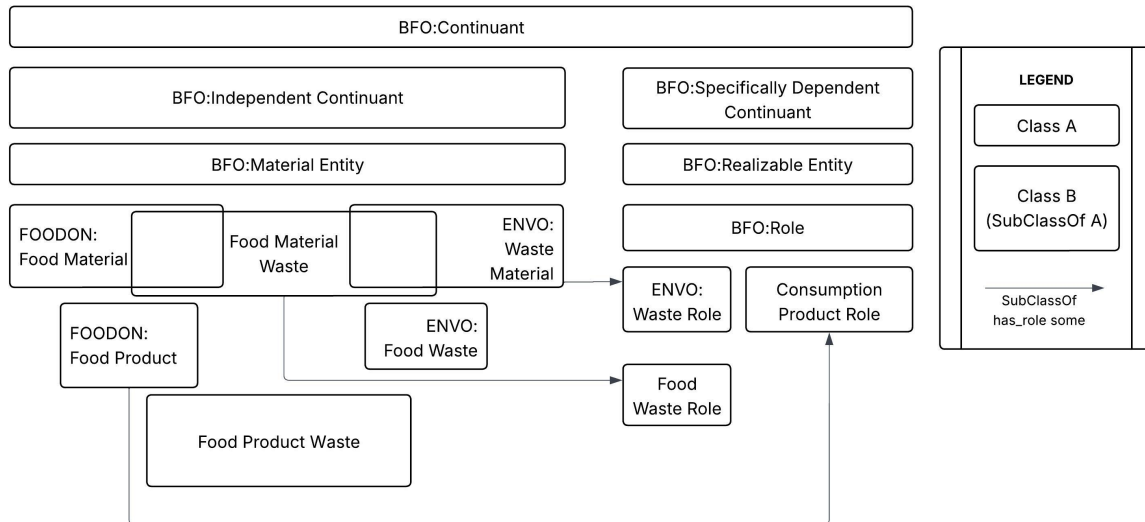 BFO:Continuant
BFO:Independent Continuant
BFO:Specifically Dependent
Continuant
BFO:Material Entity
BFO:Realizable Entity
FOODON:
Food Material
Food Material
Waste
ENVO:
Waste
Material
BFO:Role
ENVO:
Waste Role
Consumption
Product Role
FOODON:
Food Product
ENVO:
Food Waste
Food
Waste Role
Food Product Waste
LEGEND
Class A
Class B
(SubClassOf A)
SubClassOf
has_role some